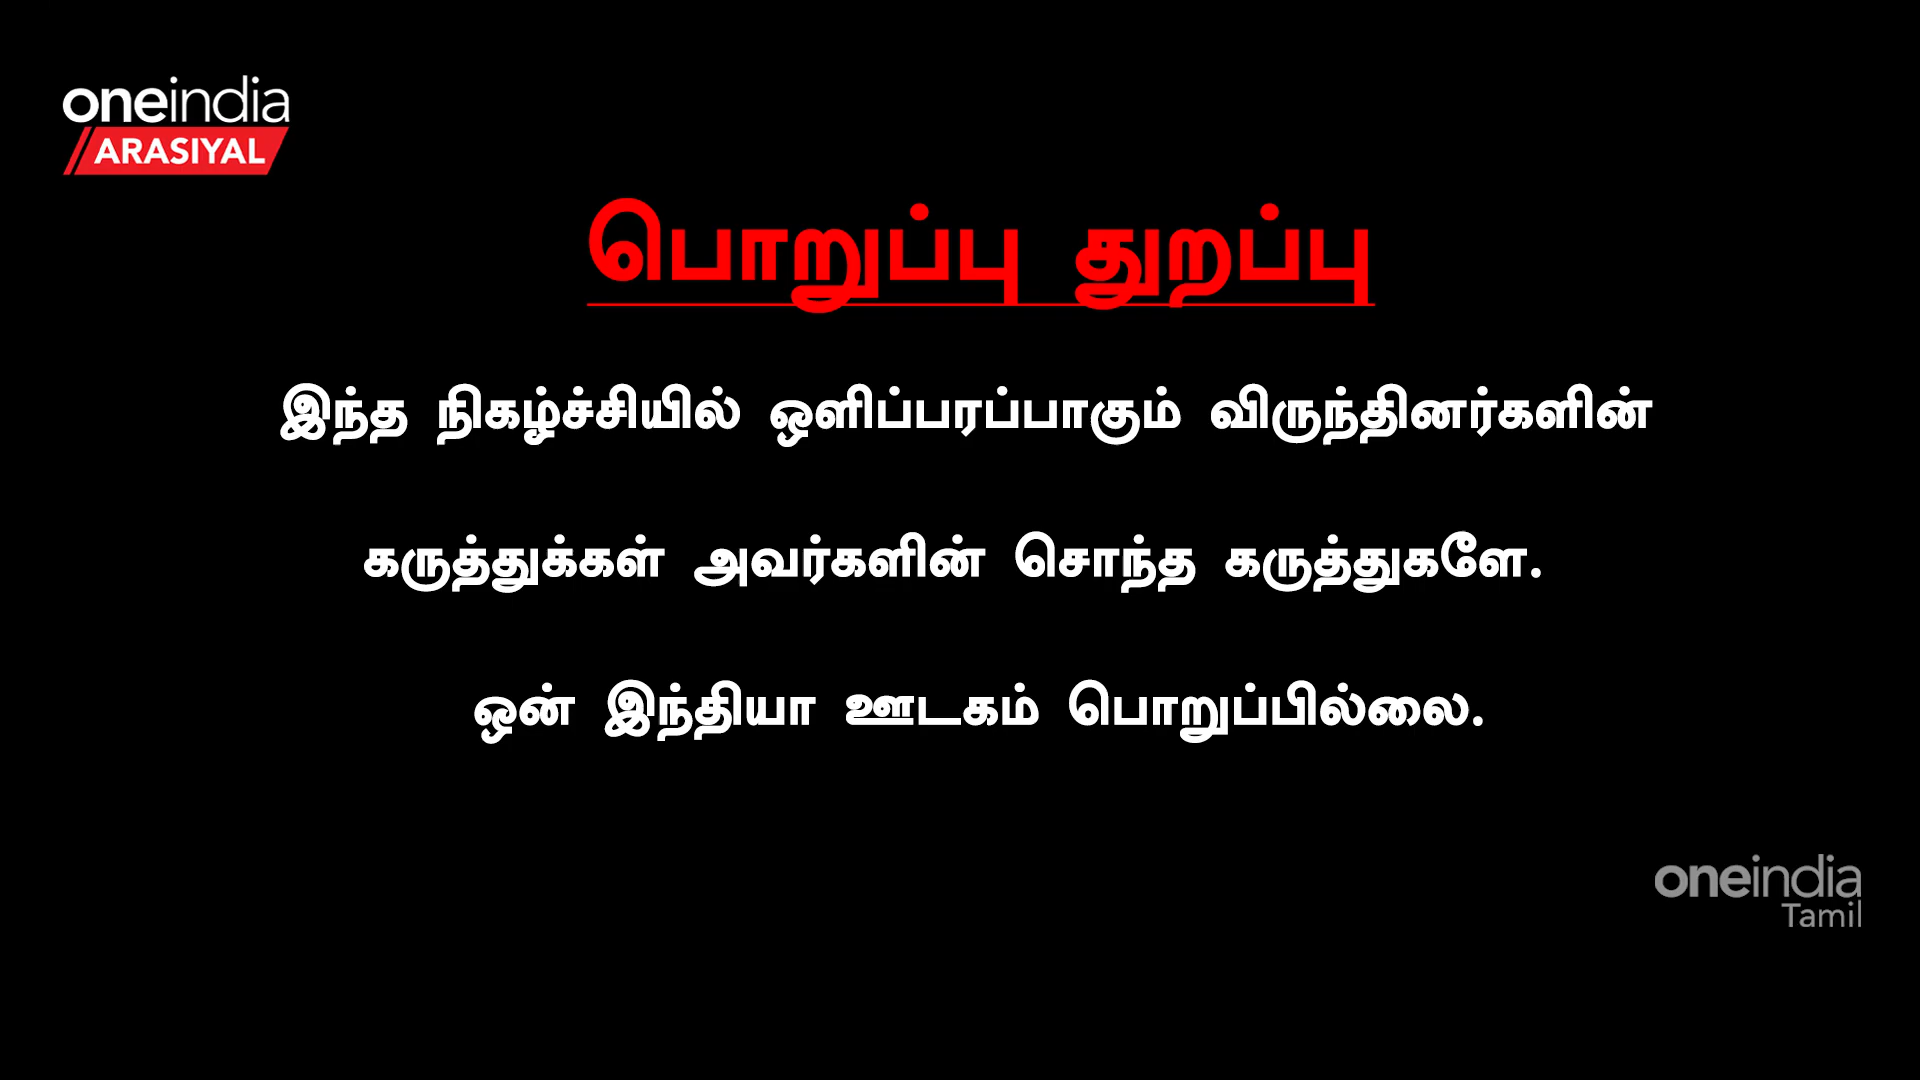 oneindia
ARASIYAL
பொறுப்பு துறப்பு
இந்த நிகழ்ச்சியில் ஒளிப்பரப்பாகும் விருந்தினர்களின்
கருத்துக்கள் அவர்களின் சொந்த கருத்துகளே.
ஒன் இந்தியா ஊடகம் பொறுப்பில்லை.
oneindia
Tamil